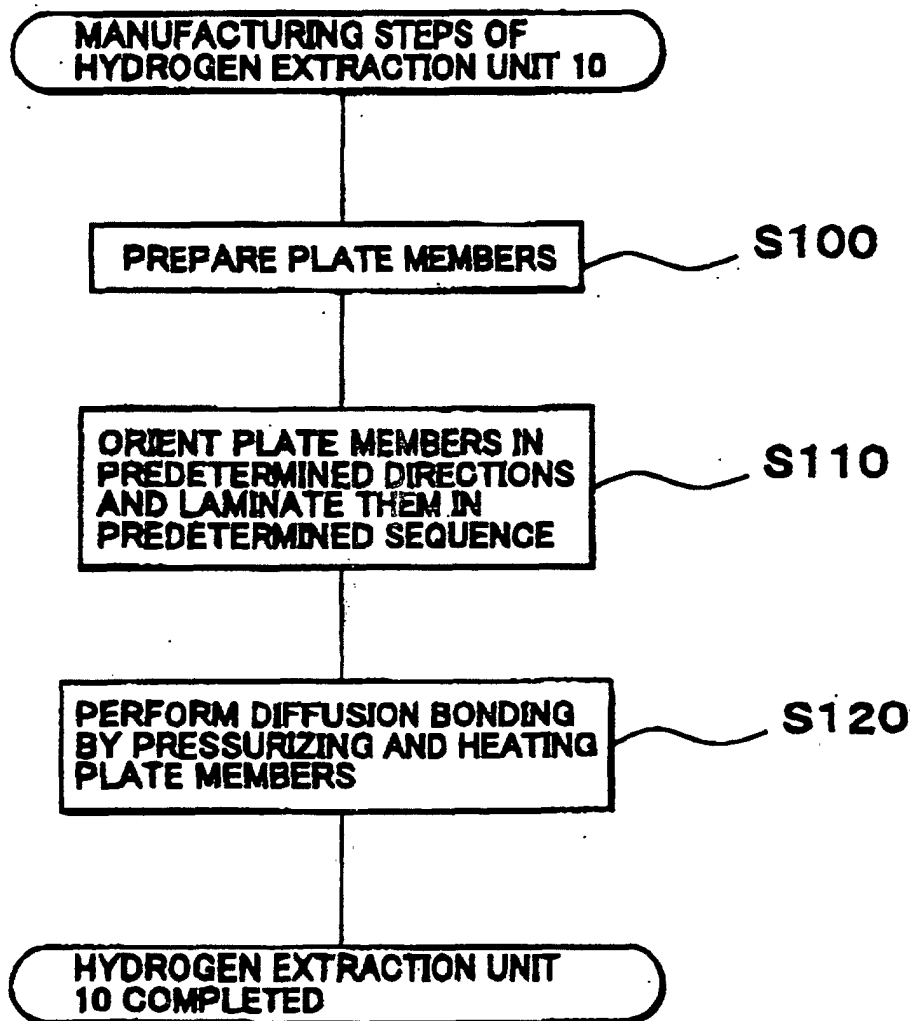 MANUFACTURING STEPS OF
HYDROGEN EXTRACTION UNIT 10
PREPARE PLATE MEMBERS
S100
ORIENT PLATE MEMBERS IN
PREDETERMINED DIRECTIONS
AND LAMINATE THEM IN
PREDETERMINED SEQUENCE
S110
PERFORM DIFFUSION BONDING
BY PRESSURIZING AND HEATING
PLATE MEMBERS
S120
HYDROGEN EXTRACTION UNIT
10 COMPLETED